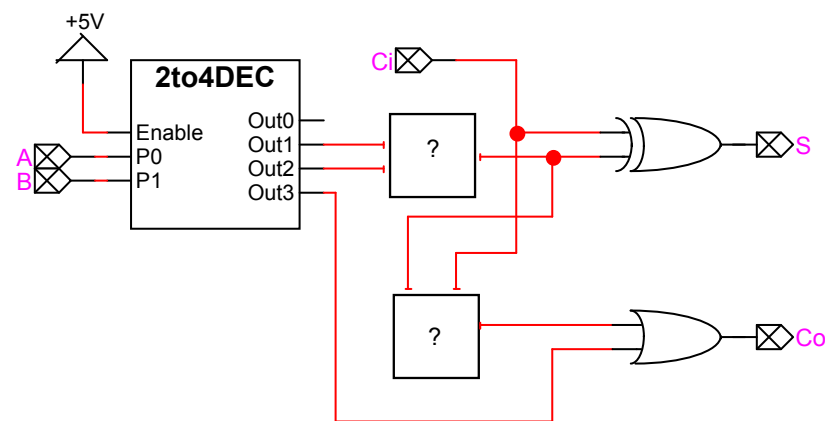 +5V
2to4DEC
Enable
P0
P1
Out0
Out1
Out2
Out3
A
B
Ci
?
S
?
Co